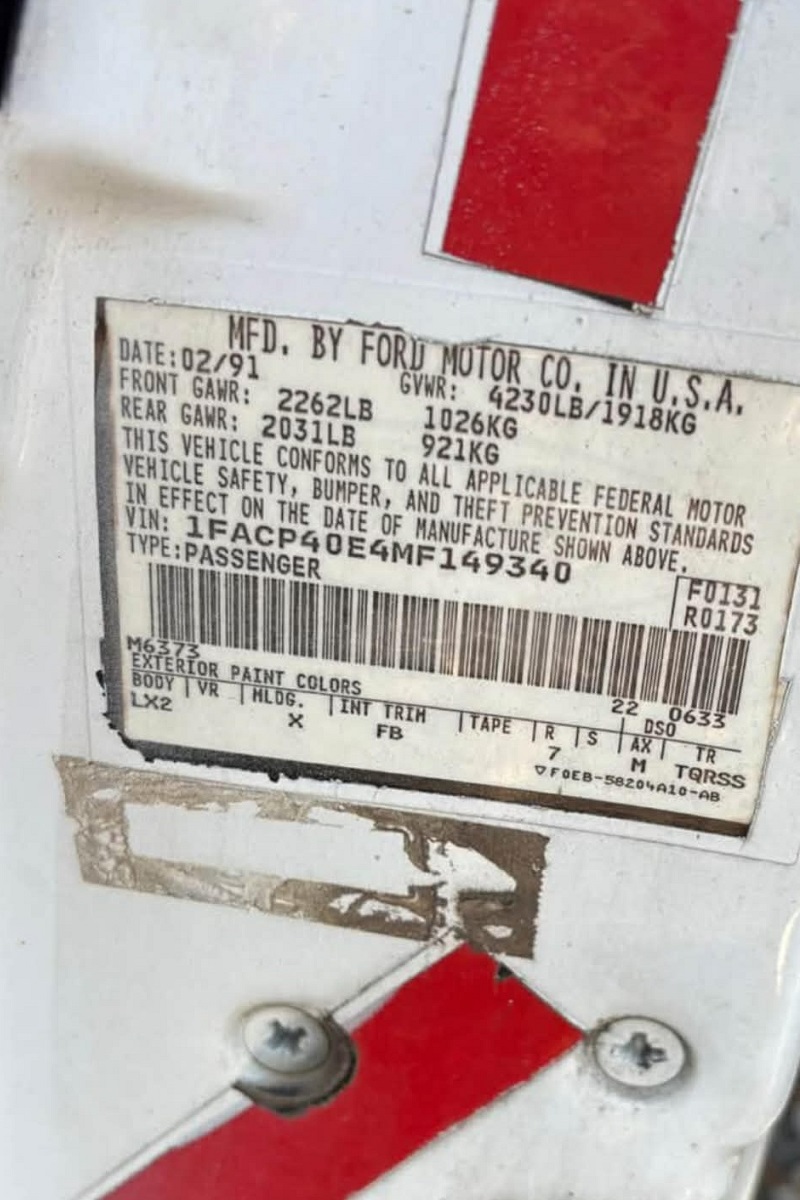 MFD. BY FORD MOTOR CO. IN U.S.A.
DATE: 02/91 GVWR: 4230LB/1918KG
FRONT GAWR: 2262LB 1026KG
REAR GAWR: 2031LB 921KG
THIS VEHICLE CONFORMS TO ALL APPLICABLE FEDERAL MOTOR
VEHICLE SAFETY, BUMPER, AND THEFT PREVENTION STANDARDS
IN EFFECT ON THE DATE OF MANUFACTURE SHOWN ABOVE.
VIN: 1FACP40E4MF149340
TYPE: PASSENGER
F0131
R0173
M6373
22 0633
EXTERIOR PAINT COLORS DSO
BODY VR MLDG. INT TRIM TAPE R S AX TR
LX2 X FB 7 M TQRSS
▽F0EB-58204A10-AB